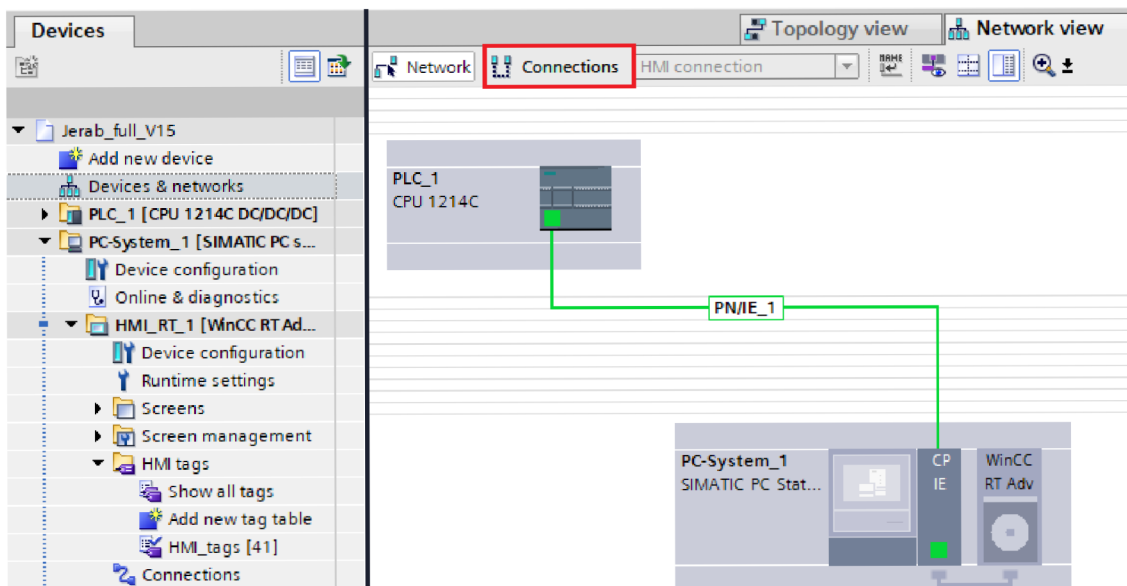 Devices
Topology view
Network view
Network
Connections
HMI connection
NAME
Jerab_full_V15
Add new device
Devices & networks
PLC_1 [CPU 1214C DC/DC/DC]
PC-System_1 [SIMATIC PC s...
Device configuration
Online & diagnostics
HMI_RT_1 [WinCC RT Ad...
Device configuration
Runtime settings
Screens
Screen management
HMI tags
Show all tags
Add new tag table
HMI_tags [41]
Connections
PLC_1
CPU 1214C
PN/IE_1
PC-System_1
SIMATIC PC Stat...
CP
IE
WinCC
RT Adv